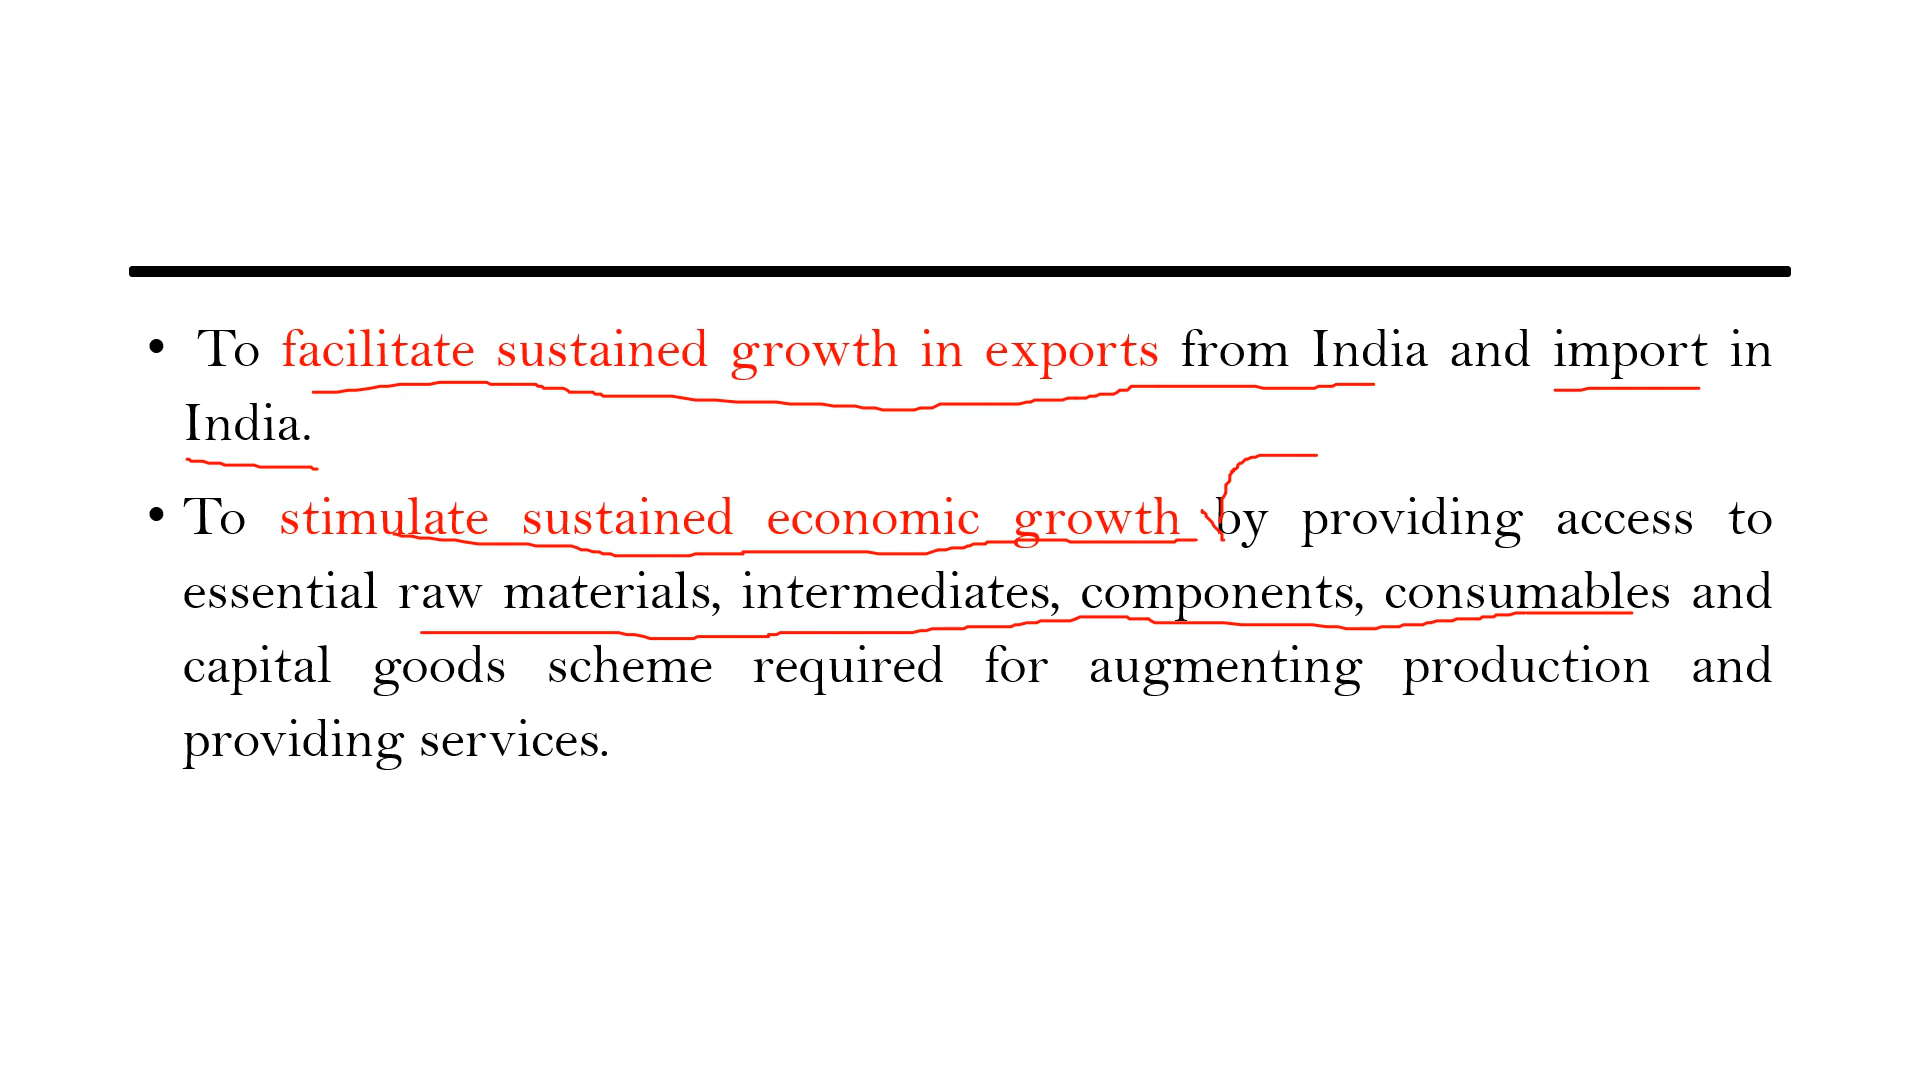 • To facilitate sustained growth in exports from India and import in
India.
• To stimulate sustained economic growth by providing access to
essential raw materials, intermediates, components, consumables and
capital goods scheme required for augmenting production and
providing services.